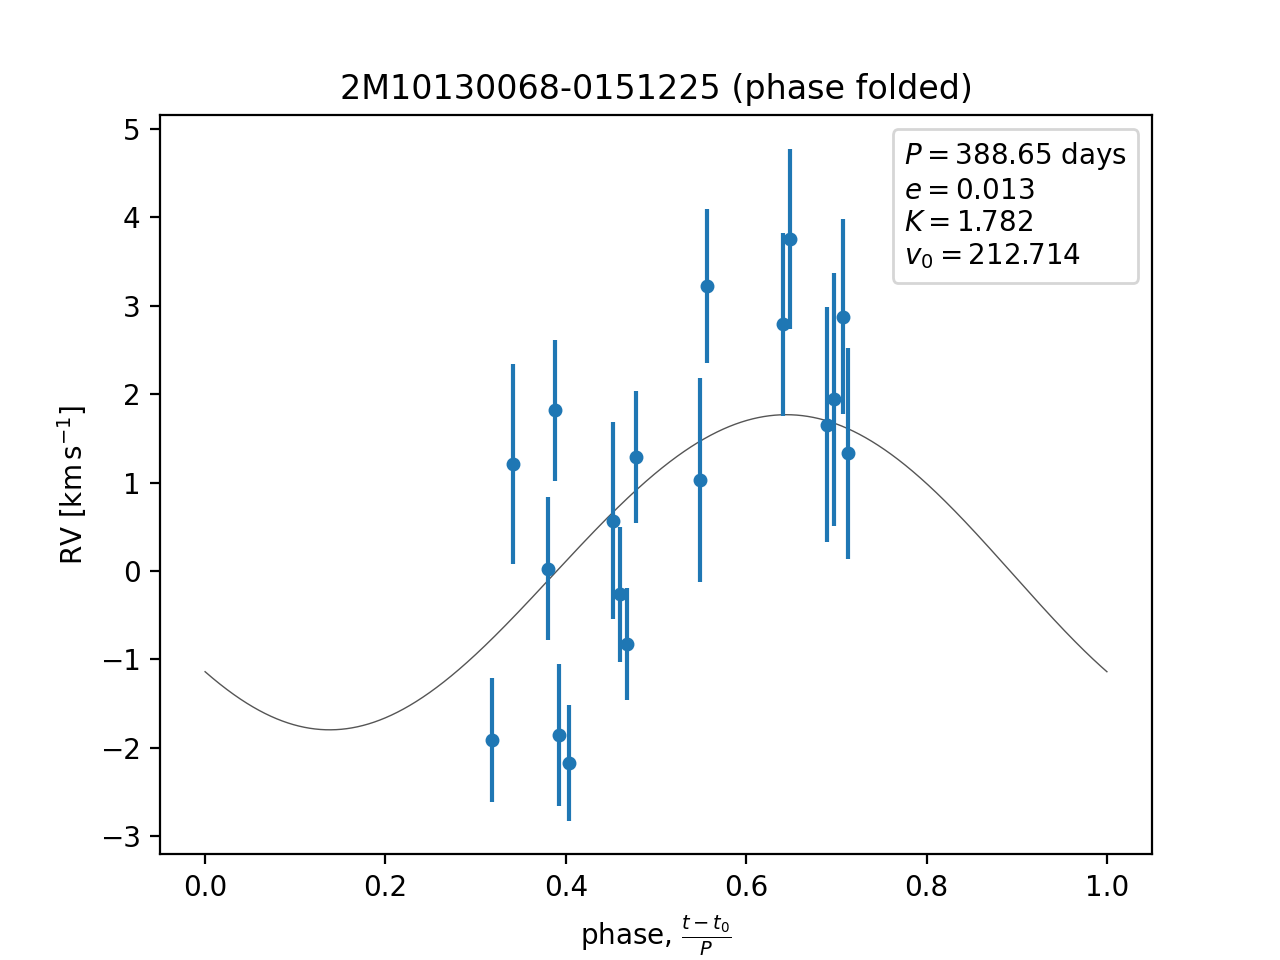 2M10130068-0151225 (phase folded)
P = 388.65 days
e = 0.013
K = 1.782
v₀ = 212.714
5
4
3
2
1
0
−1
−2
−3
RV [km s⁻¹]
0.0 0.2 0.4 0.6 0.8 1.0
phase, (t − t₀)/P